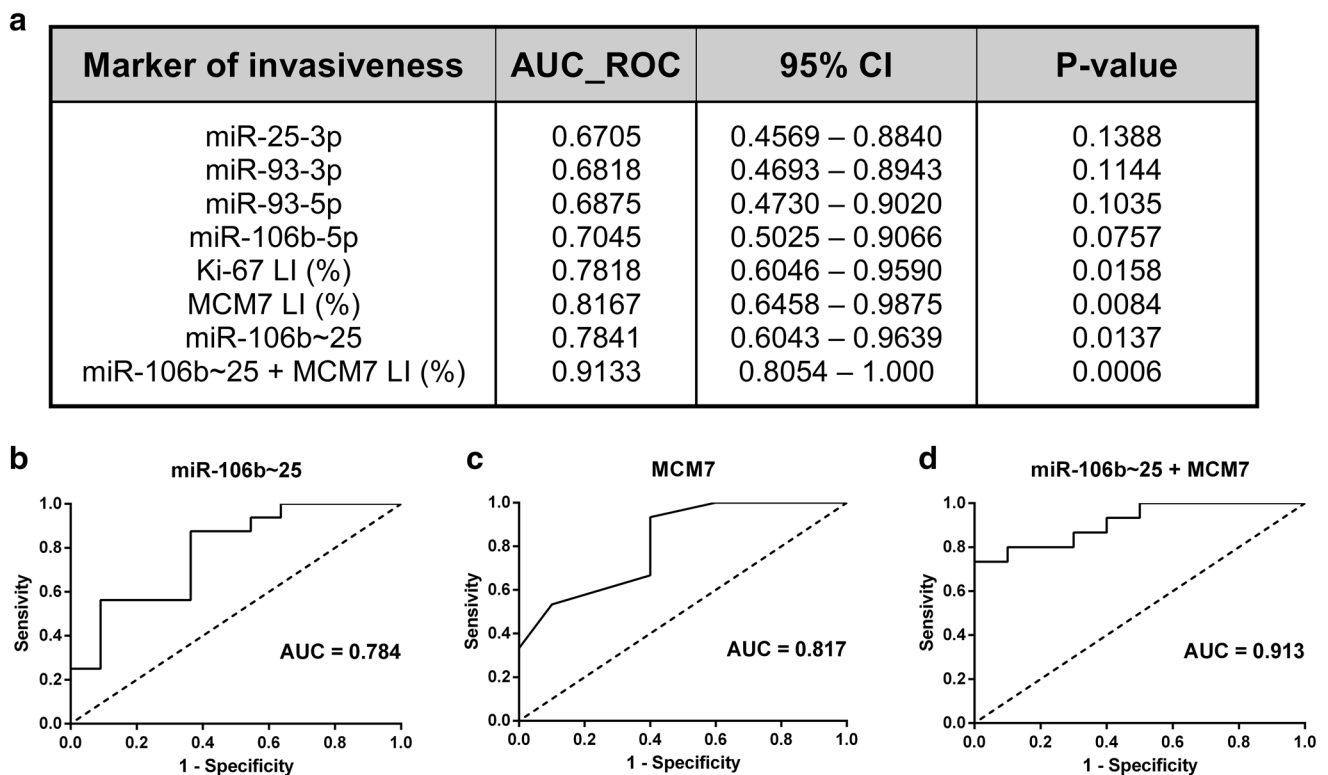 a
Marker of invasiveness AUC_ROC 95% CI P-value
miR-25-3p 0.6705 0.4569 – 0.8840 0.1388
miR-93-3p 0.6818 0.4693 – 0.8943 0.1144
miR-93-5p 0.6875 0.4730 – 0.9020 0.1035
miR-106b-5p 0.7045 0.5025 – 0.9066 0.0757
Ki-67 LI (%) 0.7818 0.6046 – 0.9590 0.0158
MCM7 LI (%) 0.8167 0.6458 – 0.9875 0.0084
miR-106b~25 0.7841 0.6043 – 0.9639 0.0137
miR-106b~25 + MCM7 LI (%) 0.9133 0.8054 – 1.000 0.0006
b
miR-106b~25
1.0
0.8
0.6
0.4
0.2
0.0
Sensivity
AUC = 0.784
0.0 0.2 0.4 0.6 0.8 1.0
1 - Specificity
c
MCM7
1.0
0.8
0.6
0.4
0.2
0.0
Sensivity
AUC = 0.817
0.0 0.2 0.4 0.6 0.8 1.0
1 - Specificity
d
miR-106b~25 + MCM7
1.0
0.8
0.6
0.4
0.2
0.0
Sensivity
AUC = 0.913
0.0 0.2 0.4 0.6 0.8 1.0
1 - Specificity